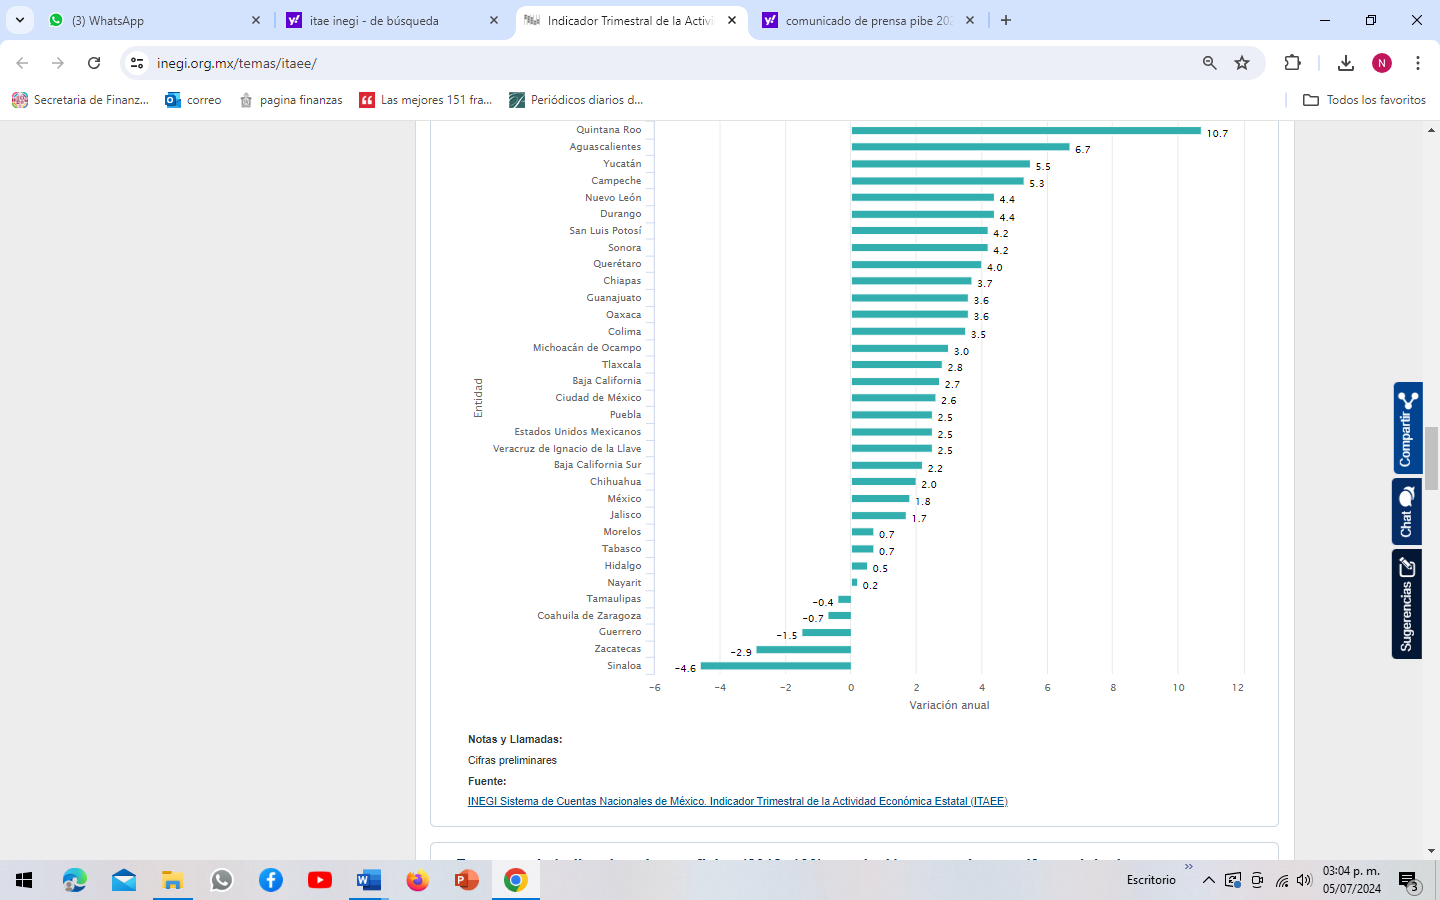 (3) WhatsApp
itae inegi - de búsqueda
Indicador Trimestral de la Activi
comunicado de prensa pibe 202
inegi.org.mx/temas/itaee/
N
Secretaria de Finanz...
correo
pagina finanzas
Las mejores 151 fra...
Periódicos diarios d...
Todos los favoritos
Quintana Roo 10.7
Aguascalientes 6.7
Yucatán 5.5
Campeche 5.3
Nuevo León 4.4
Durango 4.4
San Luis Potosí 4.2
Sonora 4.2
Querétaro 4.0
Chiapas 3.7
Guanajuato 3.6
Oaxaca 3.6
Colima 3.5
Michoacán de Ocampo 3.0
Tlaxcala 2.8
Baja California 2.7
Ciudad de México 2.6
Puebla 2.5
Estados Unidos Mexicanos 2.5
Veracruz de Ignacio de la Llave 2.5
Baja California Sur 2.2
Chihuahua 2.0
México 1.8
Jalisco 1.7
Morelos 0.7
Tabasco 0.7
Hidalgo 0.5
Nayarit 0.2
Tamaulipas -0.4
Coahuila de Zaragoza -0.7
Guerrero -1.5
Zacatecas -2.9
Sinaloa -4.6
Entidad
-6 -4 -2 0 2 4 6 8 10 12
Variación anual
Notas y Llamadas:
Cifras preliminares
Fuente:
INEGI Sistema de Cuentas Nacionales de México. Indicador Trimestral de la Actividad Económica Estatal (ITAEE)
Compartir
Chat
Sugerencias
Escritorio
03:04 p. m.
05/07/2024
3